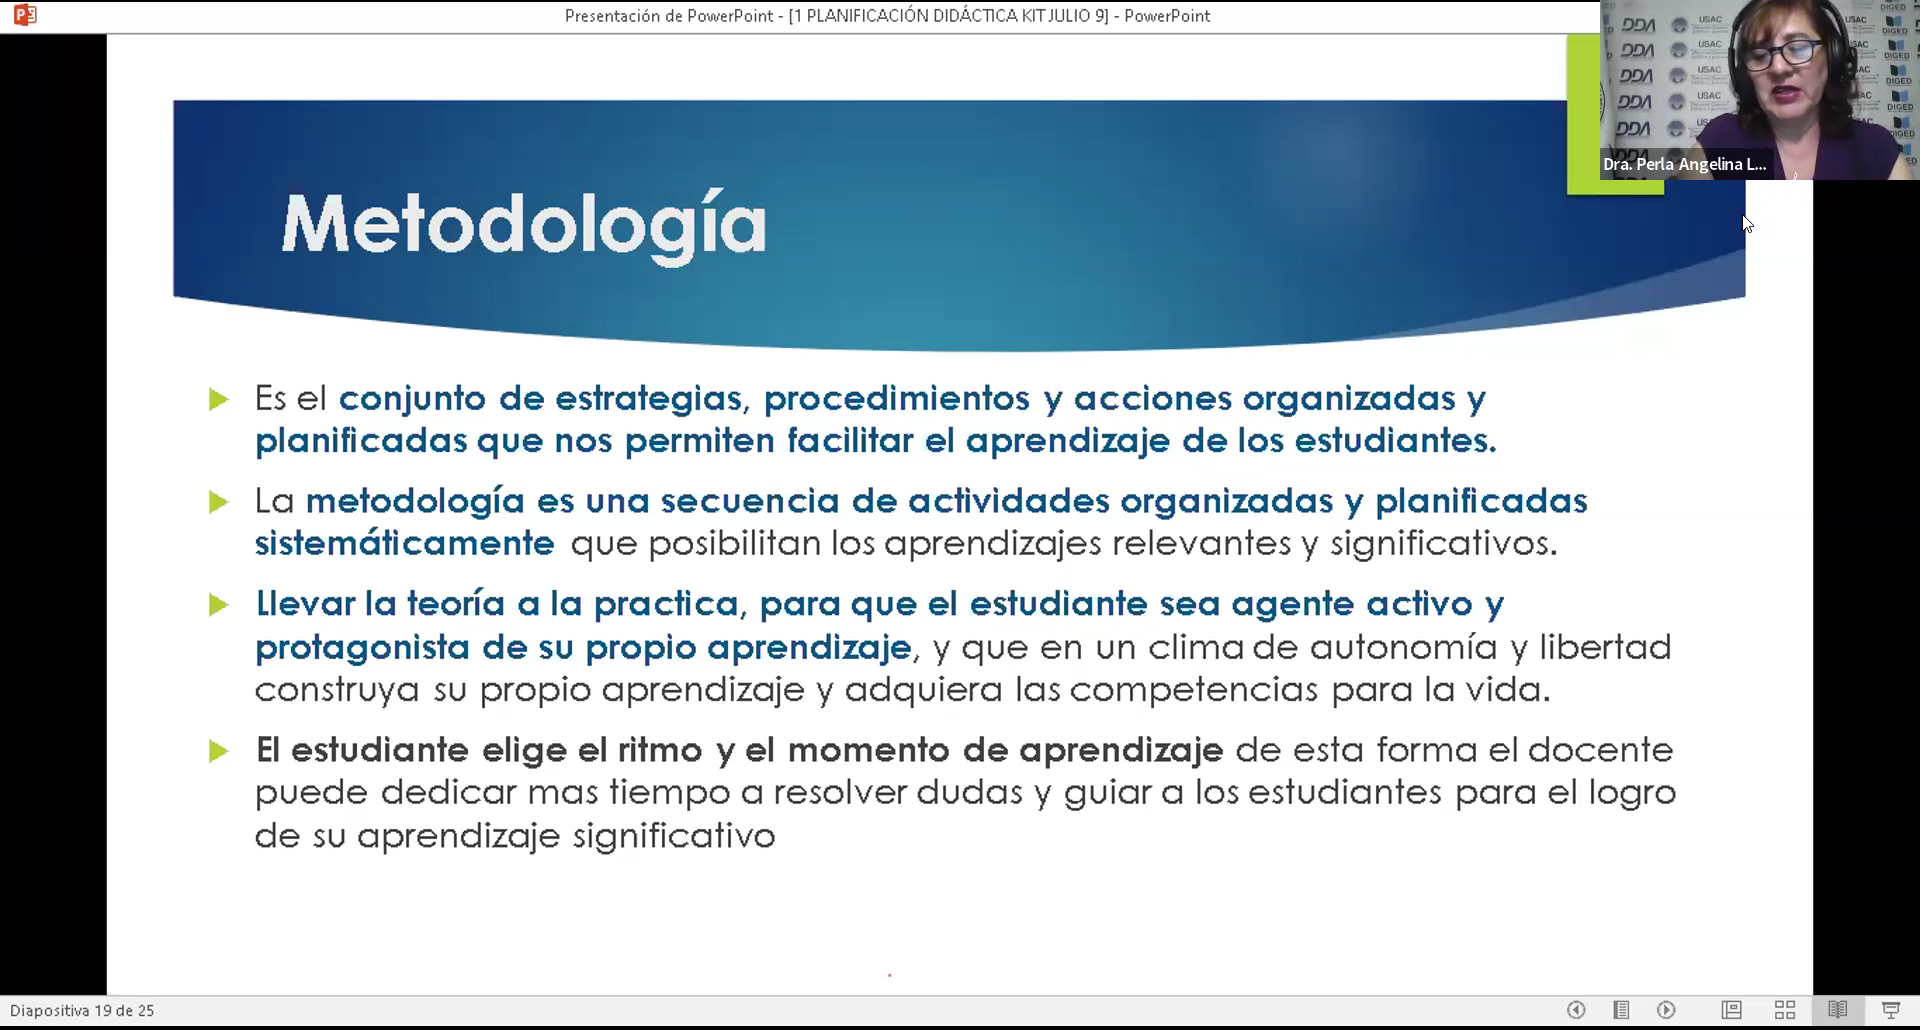 Presentación de PowerPoint - [1 PLANIFICACIÓN DIDÁCTICA KIT JULIO 9] - PowerPoint
DDA USAC DIGED
Dra. Perla Angelina L...
Metodología
Es el conjunto de estrategias, procedimientos y acciones organizadas y
planificadas que nos permiten facilitar el aprendizaje de los estudiantes.
La metodología es una secuencia de actividades organizadas y planificadas
sistemáticamente que posibilitan los aprendizajes relevantes y significativos.
Llevar la teoría a la practica, para que el estudiante sea agente activo y
protagonista de su propio aprendizaje, y que en un clima de autonomía y libertad
construya su propio aprendizaje y adquiera las competencias para la vida.
El estudiante elige el ritmo y el momento de aprendizaje de esta forma el docente
puede dedicar mas tiempo a resolver dudas y guiar a los estudiantes para el logro
de su aprendizaje significativo
Diapositiva 19 de 25